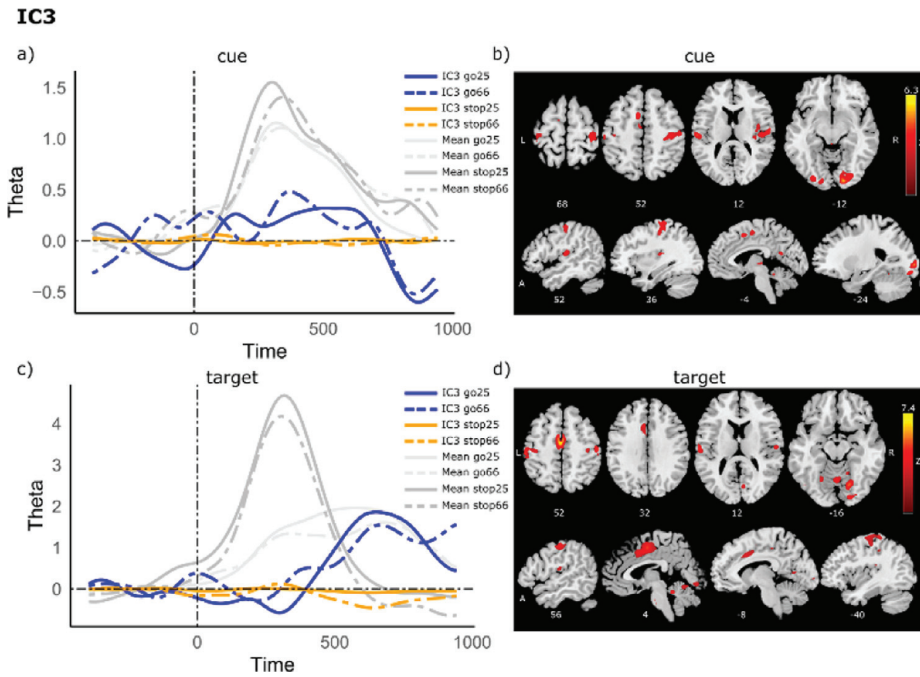 IC3
a)
cue
Theta
1.5
1.0
0.5
0.0
−0.5
0
500
1000
Time
IC3 go25
IC3 go66
IC3 stop25
IC3 stop66
Mean go25
Mean go66
Mean stop25
Mean stop66
b)
cue
L
R
6.3
68
52
12
-12
A
52
36
-4
-24
c)
target
Theta
4
3
2
1
0
0
500
1000
Time
IC3 go25
IC3 go66
IC3 stop25
IC3 stop66
Mean go25
Mean go66
Mean stop25
Mean stop66
d)
target
L
R
7.4
52
32
12
-16
A
56
4
-8
-40